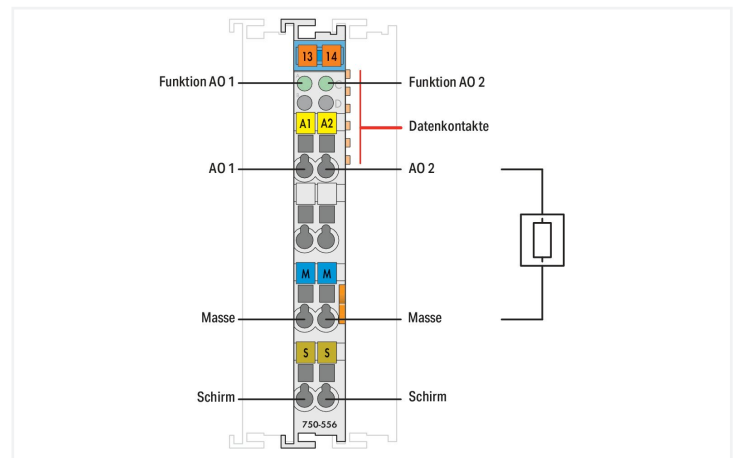 13 14
Funktion AO 1
Funktion AO 2
C
D
Datenkontakte
A1 A2
AO 1
AO 2
M M
Masse
Masse
S S
Schirm
Schirm
750-556